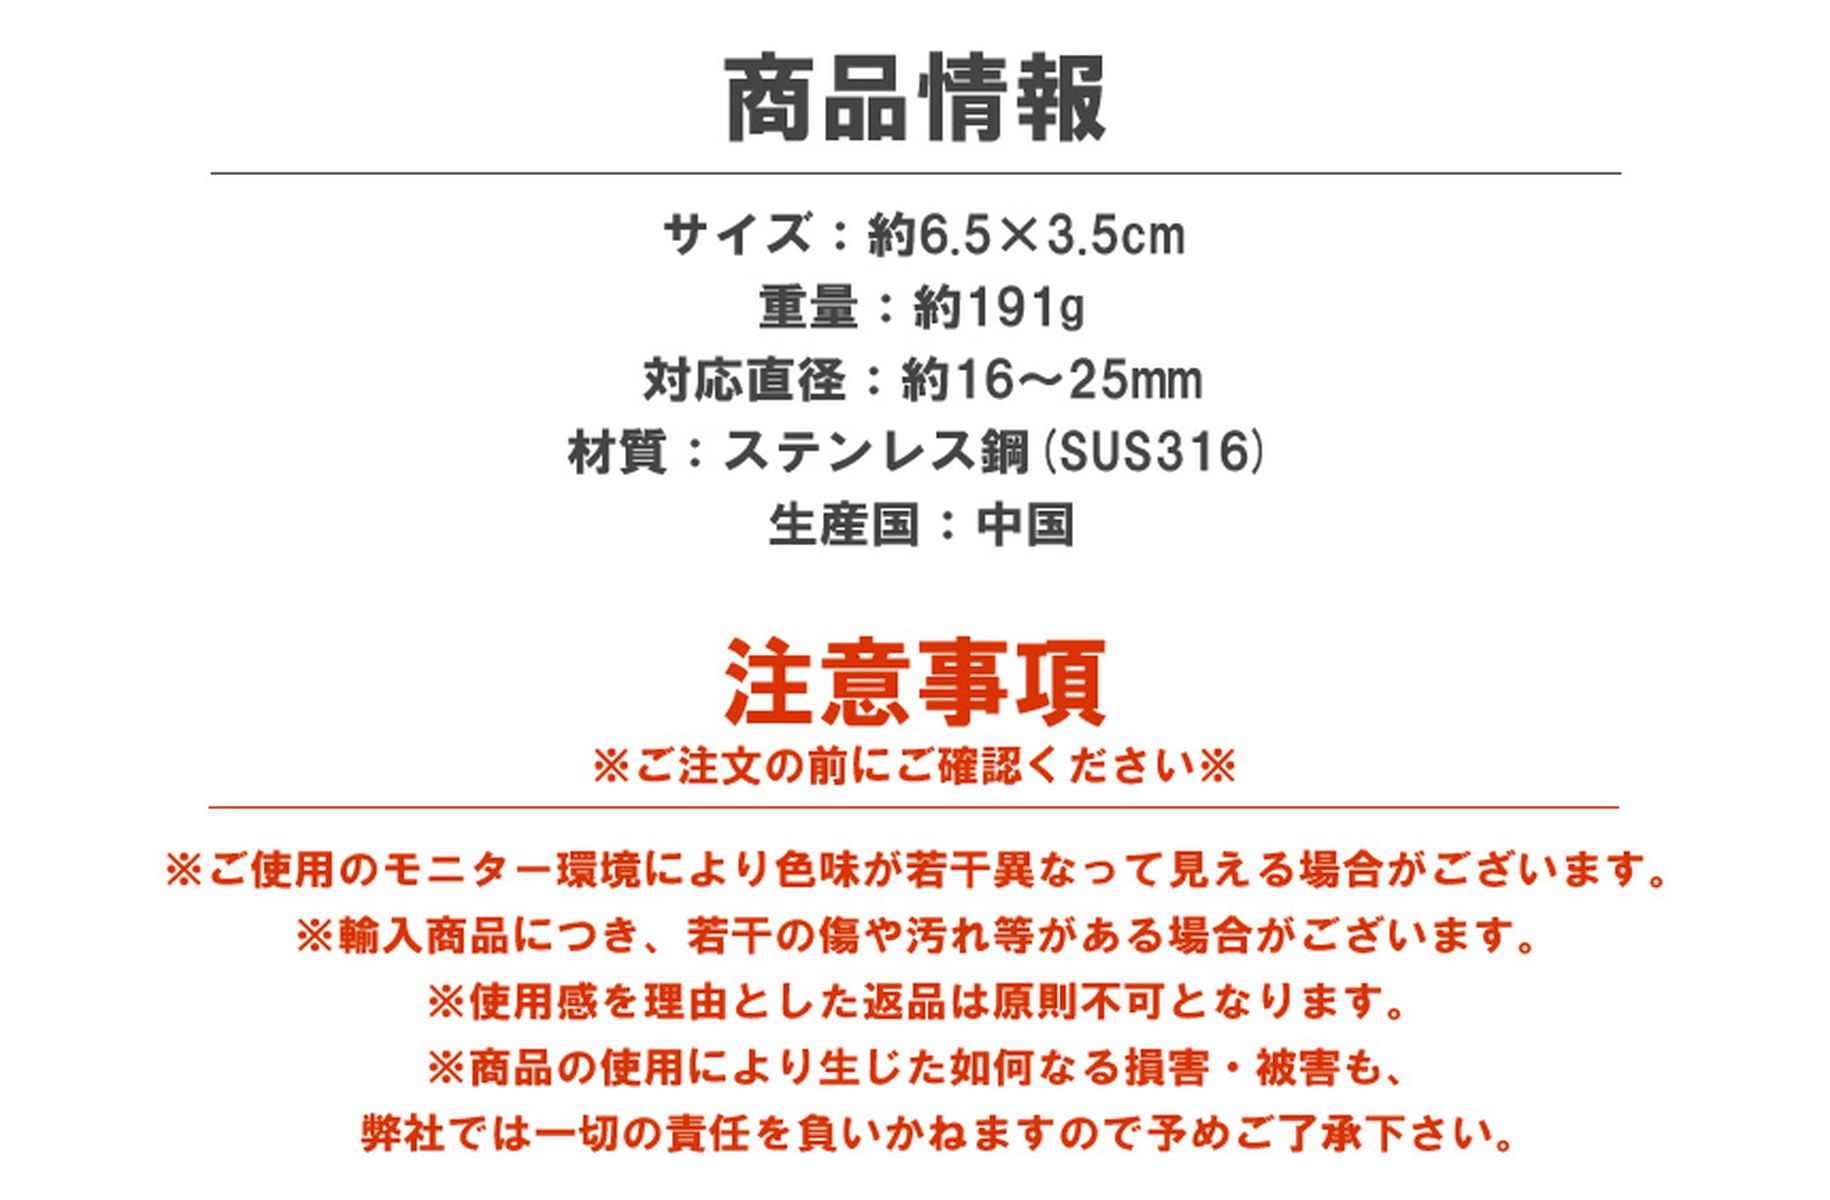 商品情報
サイズ：約6.5×3.5cm
重量：約191g
対応直径：約16〜25mm
材質：ステンレス鋼(SUS316)
生産国：中国
注意事項
※ご注文の前にご確認ください※
※ご使用のモニター環境により色味が若干異なって見える場合がございます。
※輸入商品につき、若干の傷や汚れ等がある場合がございます。
※使用感を理由とした返品は原則不可となります。
※商品の使用により生じた如何なる損害・被害も、
弊社では一切の責任を負いかねますので予めご了承下さい。